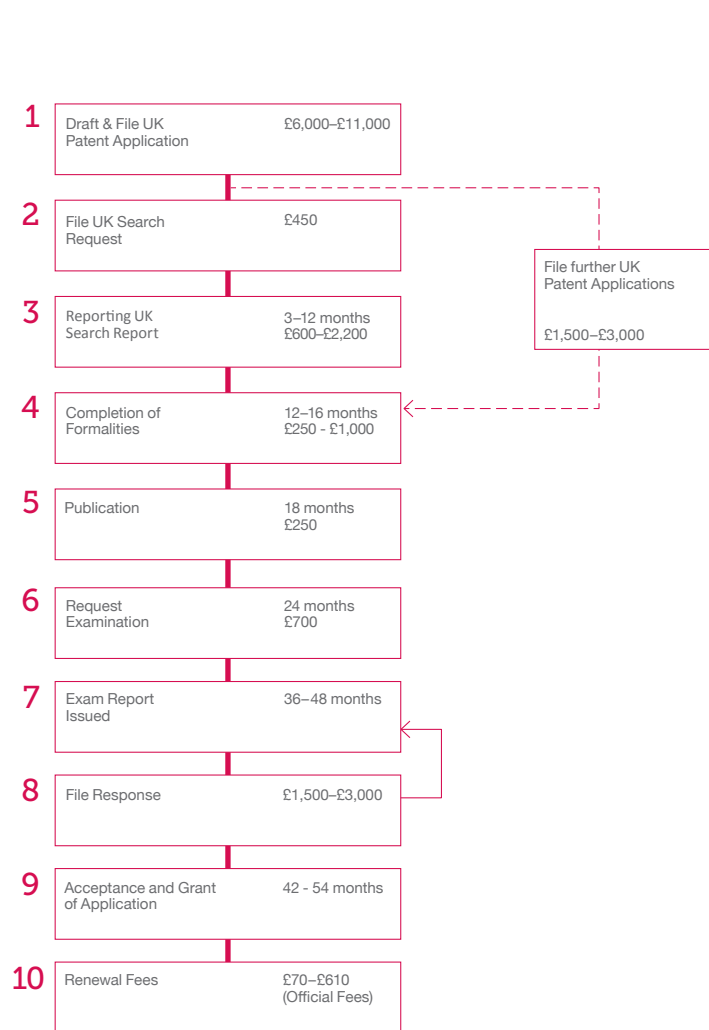 1
Draft & File UK
Patent Application
£6,000–£11,000
2
File UK Search
Request
£450
3
Reporting UK
Search Report
3–12 months
£600–£2,200
4
Completion of
Formalities
12–16 months
£250 - £1,000
File further UK
Patent Applications
£1,500–£3,000
5
Publication
18 months
£250
6
Request
Examination
24 months
£700
7
Exam Report
Issued
36–48 months
8
File Response
£1,500–£3,000
9
Acceptance and Grant
of Application
42 - 54 months
10
Renewal Fees
£70–£610
(Official Fees)